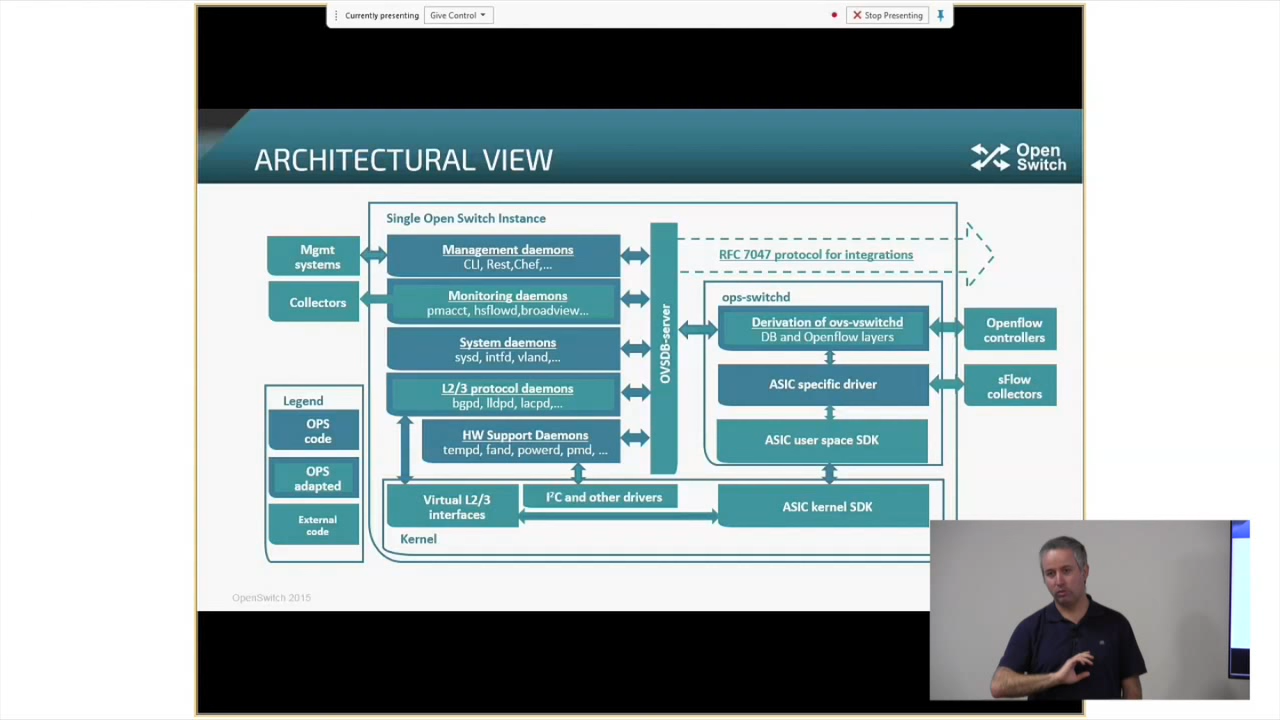 Currently presenting
Give Control
Stop Presenting
ARCHITECTURAL VIEW
Open
Switch
Single Open Switch Instance
Mgmt
systems
Management daemons
CLI, Rest,Chef,...
RFC 7047 protocol for integrations
Collectors
Monitoring daemons
pmacct, hsflowd,broadview...
System daemons
sysd, intfd, vland,...
L2/3 protocol daemons
bgpd, lldpd, lacpd,...
HW Support Daemons
tempd, fand, powerd, pmd, ...
OVSDB-server
ops-switchd
Derivation of ovs-vswitchd
DB and Openflow layers
ASIC specific driver
ASIC user space SDK
Openflow
controllers
sFlow
collectors
Legend
OPS
code
OPS
adapted
External
code
Virtual L2/3
interfaces
I²C and other drivers
ASIC kernel SDK
Kernel
OpenSwitch 2015